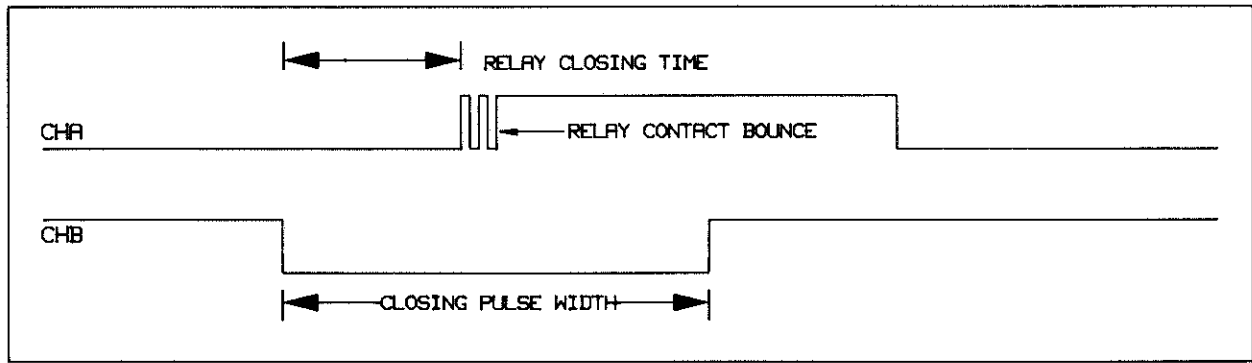 RELAY CLOSING TIME
CHA
RELAY CONTACT BOUNCE
CHB
CLOSING PULSE WIDTH